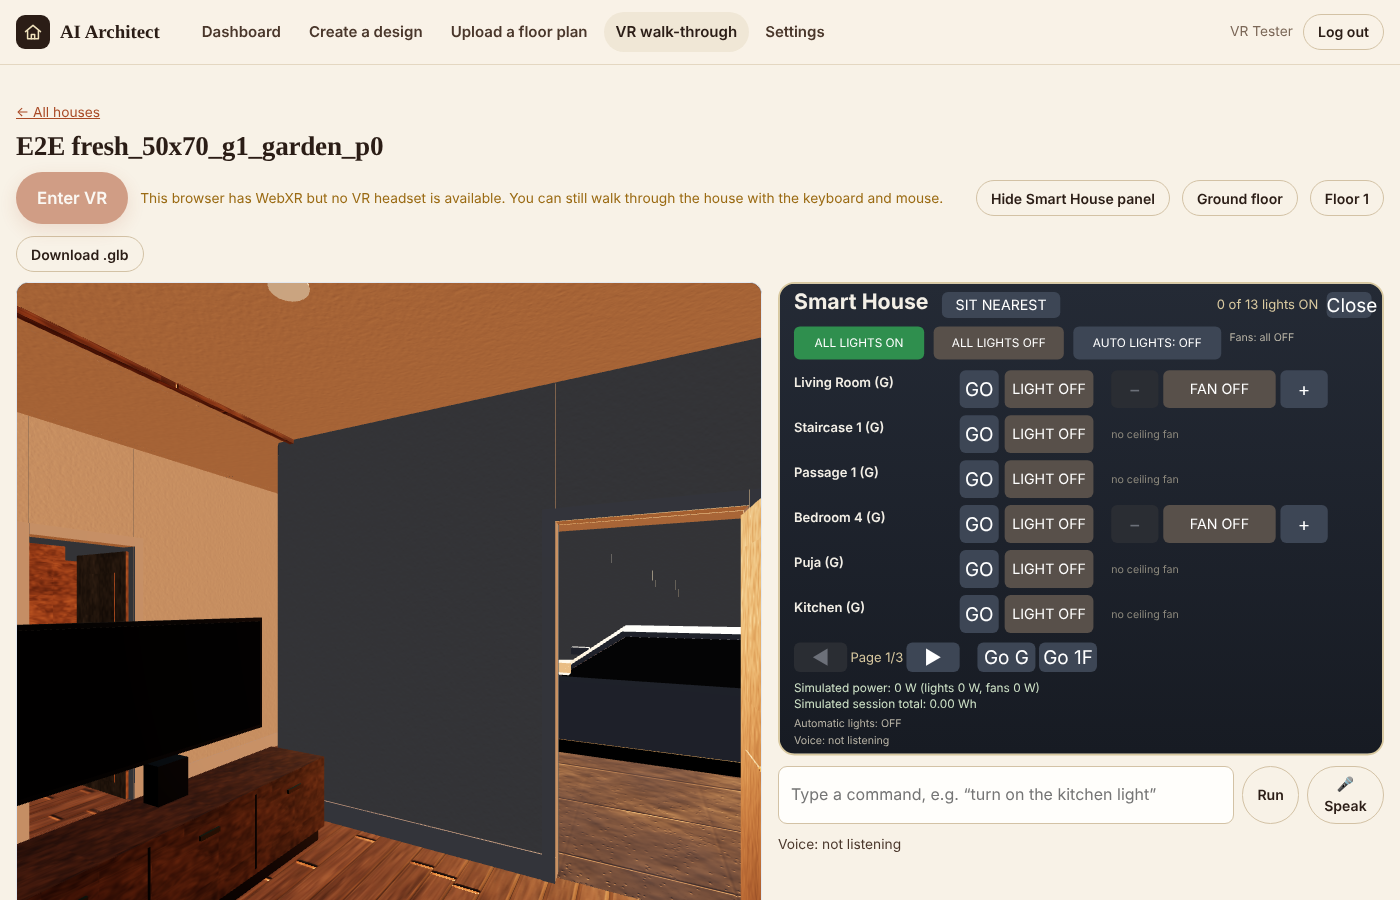 AI Architect
Dashboard
Create a design
Upload a floor plan
VR walk-through
Settings
VR Tester
Log out
← All houses
E2E fresh_50x70_g1_garden_p0
Enter VR
This browser has WebXR but no VR headset is available. You can still walk through the house with the keyboard and mouse.
Hide Smart House panel
Ground floor
Floor 1
Download .glb
Smart House
SIT NEAREST
0 of 13 lights ON
Close
ALL LIGHTS ON
ALL LIGHTS OFF
AUTO LIGHTS: OFF
Fans: all OFF
Living Room (G)
GO
LIGHT OFF
–
FAN OFF
+
Staircase 1 (G)
GO
LIGHT OFF
no ceiling fan
Passage 1 (G)
GO
LIGHT OFF
no ceiling fan
Bedroom 4 (G)
GO
LIGHT OFF
–
FAN OFF
+
Puja (G)
GO
LIGHT OFF
no ceiling fan
Kitchen (G)
GO
LIGHT OFF
no ceiling fan
◀
Page 1/3
▶
Go G
Go 1F
Simulated power: 0 W (lights 0 W, fans 0 W)
Simulated session total: 0.00 Wh
Automatic lights: OFF
Voice: not listening
Type a command, e.g. “turn on the kitchen light”
Run
🎤
Speak
Voice: not listening